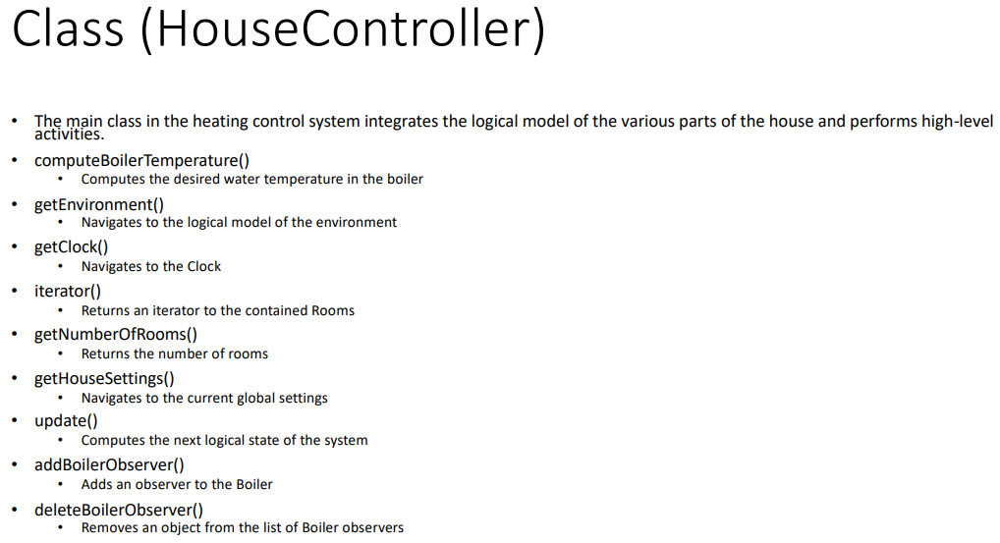 Class (HouseController)
• The main class in the heating control system integrates the logical model of the various parts of the house and performs high-level
activities.
• computeBoilerTemperature()
• Computes the desired water temperature in the boiler
• getEnvironment()
• Navigates to the logical model of the environment
• getClock()
• Navigates to the Clock
• iterator()
• Returns an iterator to the contained Rooms
• getNumberOfRooms()
• Returns the number of rooms
• getHouseSettings()
• Navigates to the current global settings
• update()
• Computes the next logical state of the system
• addBoilerObserver()
• Adds an observer to the Boiler
• deleteBoilerObserver()
• Removes an object from the list of Boiler observers